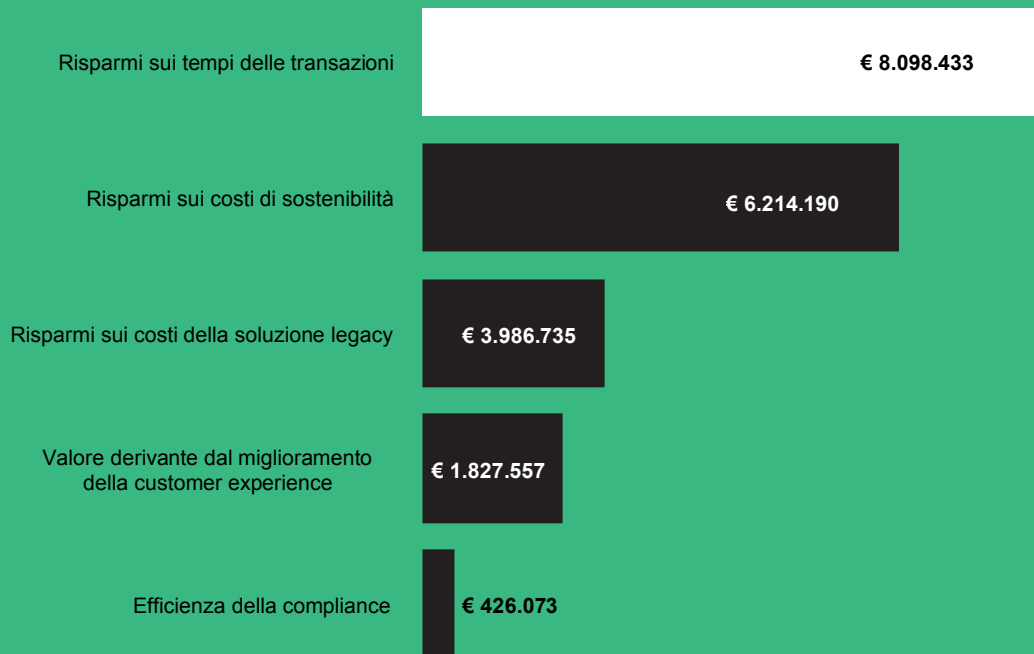 Risparmi sui tempi delle transazioni
€ 8.098.433
Risparmi sui costi di sostenibilità
€ 6.214.190
Risparmi sui costi della soluzione legacy
€ 3.986.735
Valore derivante dal miglioramento
della customer experience
€ 1.827.557
Efficienza della compliance
€ 426.073